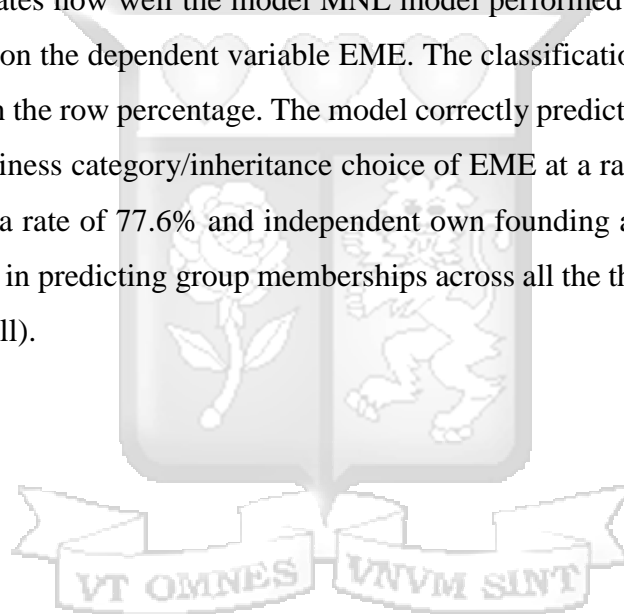 ates how well the model MNL model performed
on the dependent variable EME. The classificatio
n the row percentage. The model correctly predict
iness category/inheritance choice of EME at a ra
a rate of 77.6% and independent own founding a
in predicting group memberships across all the th
ll).
VT OMNES VNVM SINT